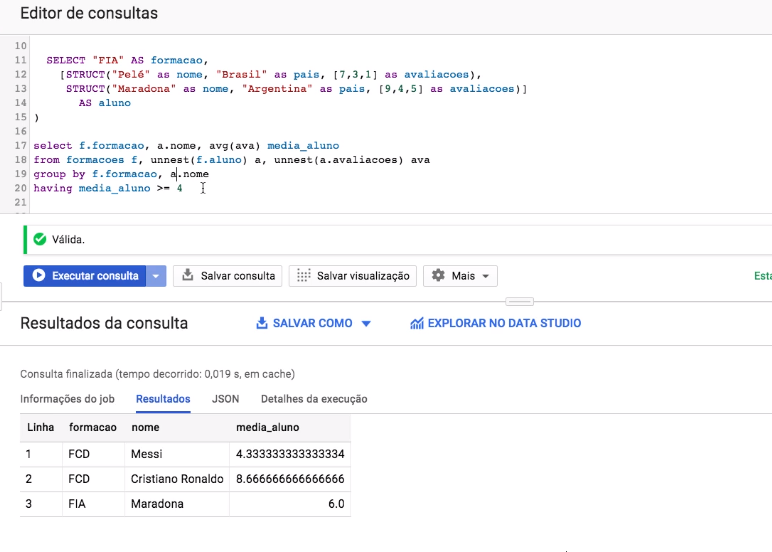 Editor de consultas
10
11 SELECT "FIA" AS formacao,
12 [STRUCT("Pelé" as nome, "Brasil" as pais, [7,3,1] as avaliacoes),
13 STRUCT("Maradona" as nome, "Argentina" as pais, [9,4,5] as avaliacoes)]
14 AS aluno
15 )
16
17 select f.formacao, a.nome, avg(ava) media_aluno
18 from formacoes f, unnest(f.aluno) a, unnest(a.avaliacoes) ava
19 group by f.formacao, a.nome
20 having media_aluno >= 4
21
Válida.
Executar consulta Salvar consulta Salvar visualização Mais Esta
Resultados da consulta SALVAR COMO EXPLORAR NO DATA STUDIO
Consulta finalizada (tempo decorrido: 0,019 s, em cache)
Informações do job Resultados JSON Detalhes da execução
Linha formacao nome media_aluno
1 FCD Messi 4.333333333333334
2 FCD Cristiano Ronaldo 8.666666666666666
3 FIA Maradona 6.0